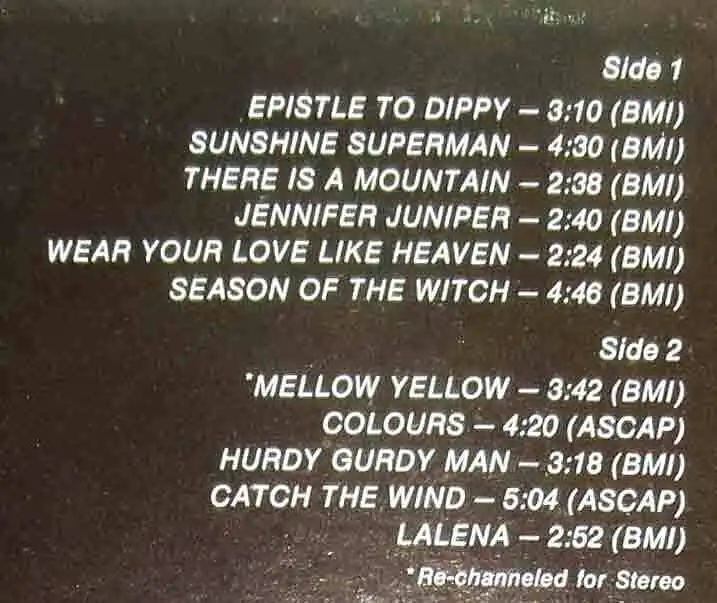 Side 1
EPISTLE TO DIPPY — 3:10 (BMI)
SUNSHINE SUPERMAN — 4:30 (BMI)
THERE IS A MOUNTAIN — 2:38 (BMI)
JENNIFER JUNIPER — 2:40 (BMI)
WEAR YOUR LOVE LIKE HEAVEN — 2:24 (BMI)
SEASON OF THE WITCH — 4:46 (BMI)
Side 2
*MELLOW YELLOW — 3:42 (BMI)
COLOURS — 4:20 (ASCAP)
HURDY GURDY MAN — 3:18 (BMI)
CATCH THE WIND — 5:04 (ASCAP)
LALENA — 2:52 (BMI)
*Re-channeled for Stereo